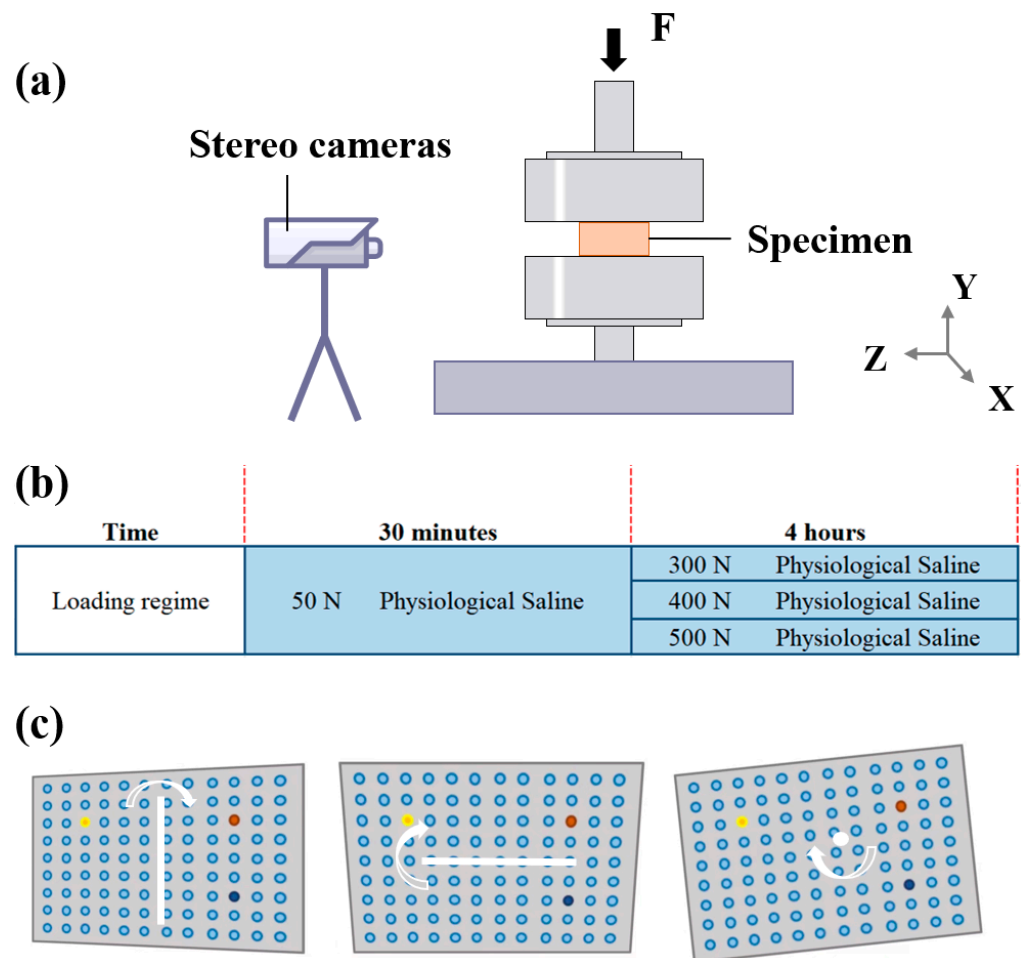 (a)
F
Stereo cameras
Specimen
Y
Z
X
(b)
Time 30 minutes 4 hours
Loading regime 50 N Physiological Saline
300 N Physiological Saline
400 N Physiological Saline
500 N Physiological Saline
(c)